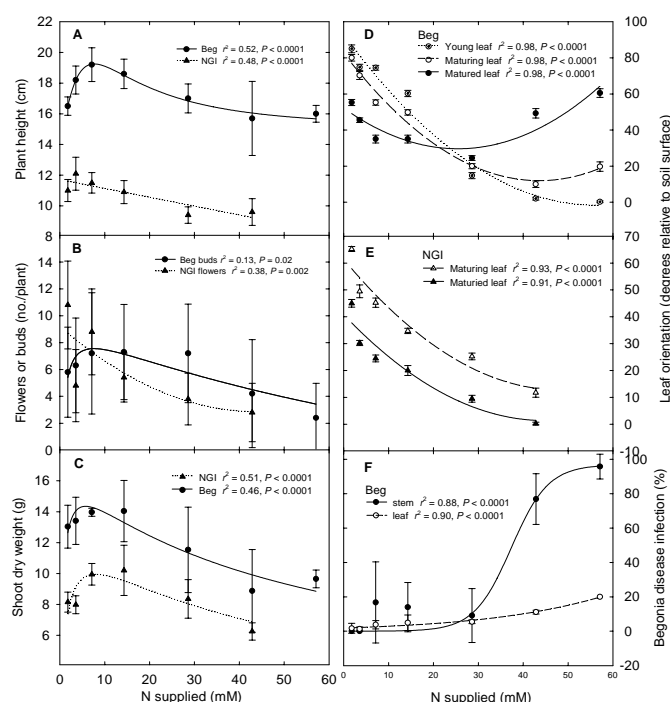 A
Beg r² = 0.52, P < 0.0001
NGI r² = 0.48, P < 0.0001
Plant height (cm)
22
20
18
16
14
12
10
8
B
Beg buds r² = 0.13, P = 0.02
NGI flowers r² = 0.38, P = 0.002
Flowers or buds (no./plant)
14
12
10
8
6
4
2
0
C
NGI r² = 0.51, P < 0.0001
Beg r² = 0.46, P < 0.0001
Shoot dry weight (g)
16
14
12
10
8
6
0 10 20 30 40 50 60
N supplied (mM)
D
Beg
Young leaf r² = 0.98, P < 0.0001
Maturing leaf r² = 0.98, P < 0.0001
Matured leaf r² = 0.98, P < 0.0001
100
80
60
40
20
0
E
NGI
Maturing leaf r² = 0.93, P < 0.0001
Maturied leaf r² = 0.91, P < 0.0001
70
60
50
40
30
20
10
0
-10
Leaf orientation (degrees relative to soil surface)
F
Beg
stem r² = 0.88, P < 0.0001
leaf r² = 0.90, P < 0.0001
Begonia disease infection (%)
100
80
60
40
20
0
-20
0 10 20 30 40 50 60
N supplied (mM)